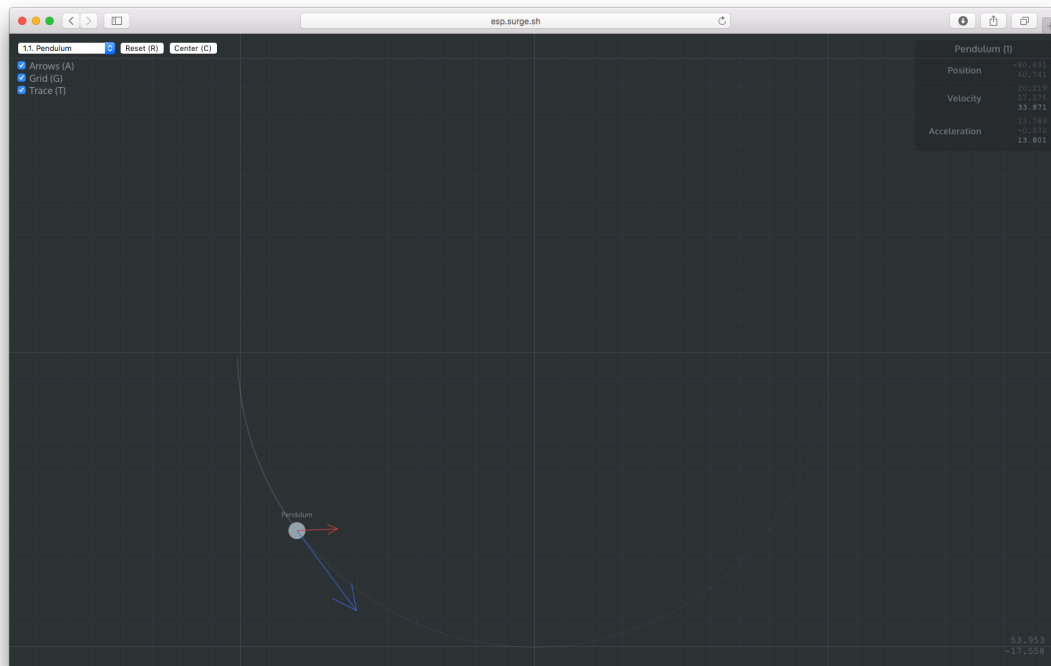 esp.surge.sh
1.1. Pendulum
Reset (R)
Center (C)
Arrows (A)
Grid (G)
Trace (T)
Pendulum (1)
Position
-80.691
60.741
Velocity
20.219
27.175
33.871
Acceleration
13.789
-0.570
13.801
Pendulum
53.953
-17.558